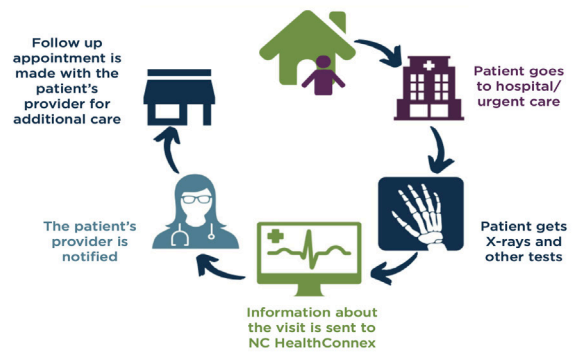 Follow up
appointment is
made with the
patient's
provider for
additional care
Patient goes
to hospital/
urgent care
Patient gets
X-rays and
other tests
Information about
the visit is sent to
NC HealthConnex
The patient's
provider is
notified